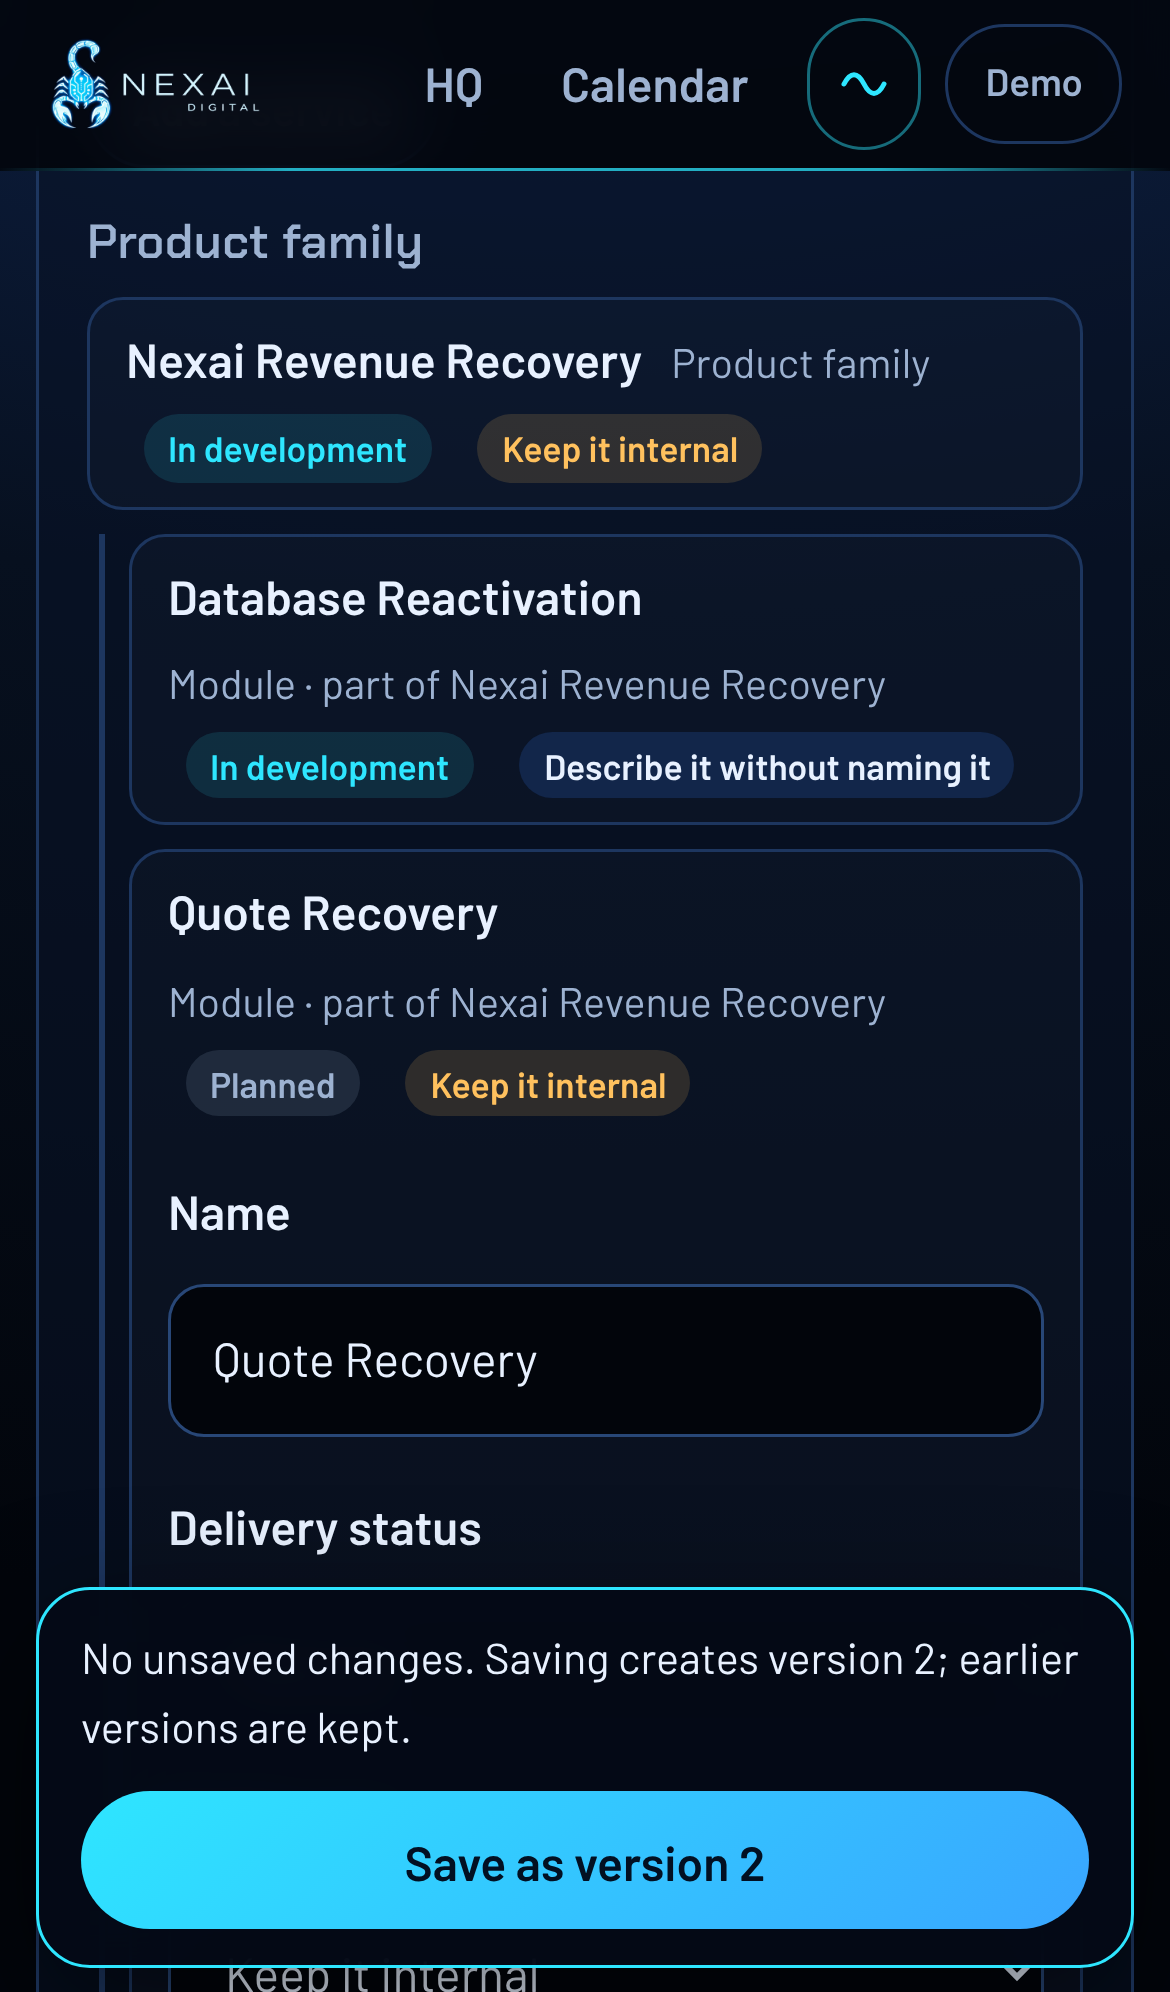 NEXAI
DIGITAL
HQ
Calendar
Demo
Product family
Nexai Revenue Recovery Product family
In development
Keep it internal
Database Reactivation
Module · part of Nexai Revenue Recovery
In development
Describe it without naming it
Quote Recovery
Module · part of Nexai Revenue Recovery
Planned
Keep it internal
Name
Quote Recovery
Delivery status
No unsaved changes. Saving creates version 2; earlier
versions are kept.
Save as version 2
Keep it internal